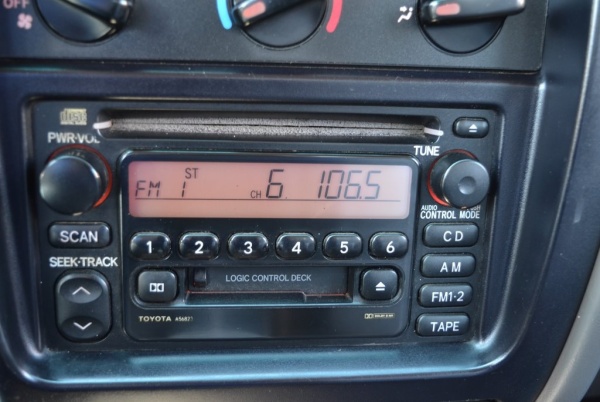 OFF
PWR·VOL
TUNE
ST
FM 1 CH 6 106.5
AUDIO
CONTROL MODE
SCAN
1 2 3 4 5 6
CD
SEEK·TRACK
LOGIC CONTROL DECK
AM
FM1·2
TOYOTA A56821
TAPE